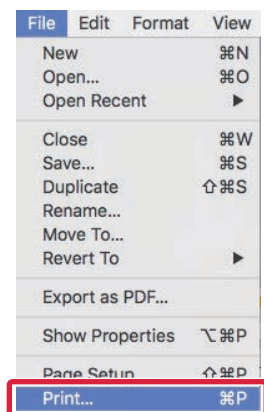 File Edit Format View
New ⌘N
Open... ⌘O
Open Recent ▶
Close ⌘W
Save... ⌘S
Duplicate ⇧⌘S
Rename...
Move To...
Revert To ▶
Export as PDF...
Show Properties ⌥⌘P
Page Setup ⇧⌘P
Print... ⌘P